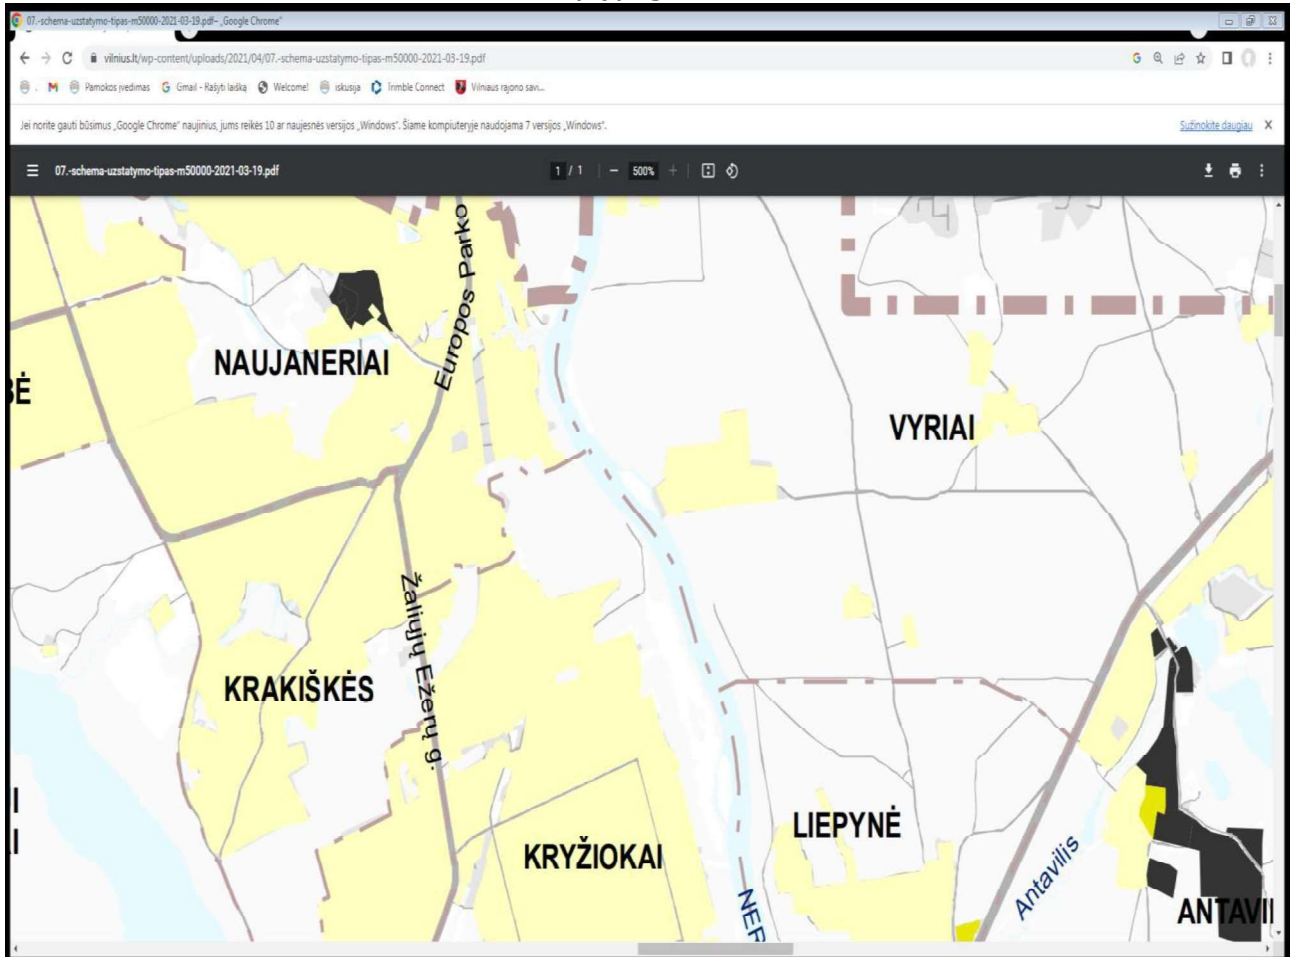 07.-schema-uzstatymo-tipas-m50000-2021-03-19.pdf– „Google Chrome"
vilnius.lt/wp-content/uploads/2021/04/07.-schema-uzstatymo-tipas-m50000-2021-03-19.pdf
Pamokos įvedimas Gmail - Rašyti laišką Welcome! iskusija Trimble Connect Vilniaus rajono savi...
Jei norite gauti būsimus „Google Chrome" naujinius, jums reikės 10 ar naujesnės versijos „Windows". Šiame kompiuteryje naudojama 7 versijos „Windows".
Sužinokite daugiau X
07.-schema-uzstatymo-tipas-m50000-2021-03-19.pdf
1 / 1 500%
Europos Parko
NAUJANERIAI
BĖ
VYRIAI
Žaliųjų Ežerų g.
KRAKIŠKĖS
LIEPYNĖ
KRYŽIOKAI
Antavilis
NER
ANTAVI